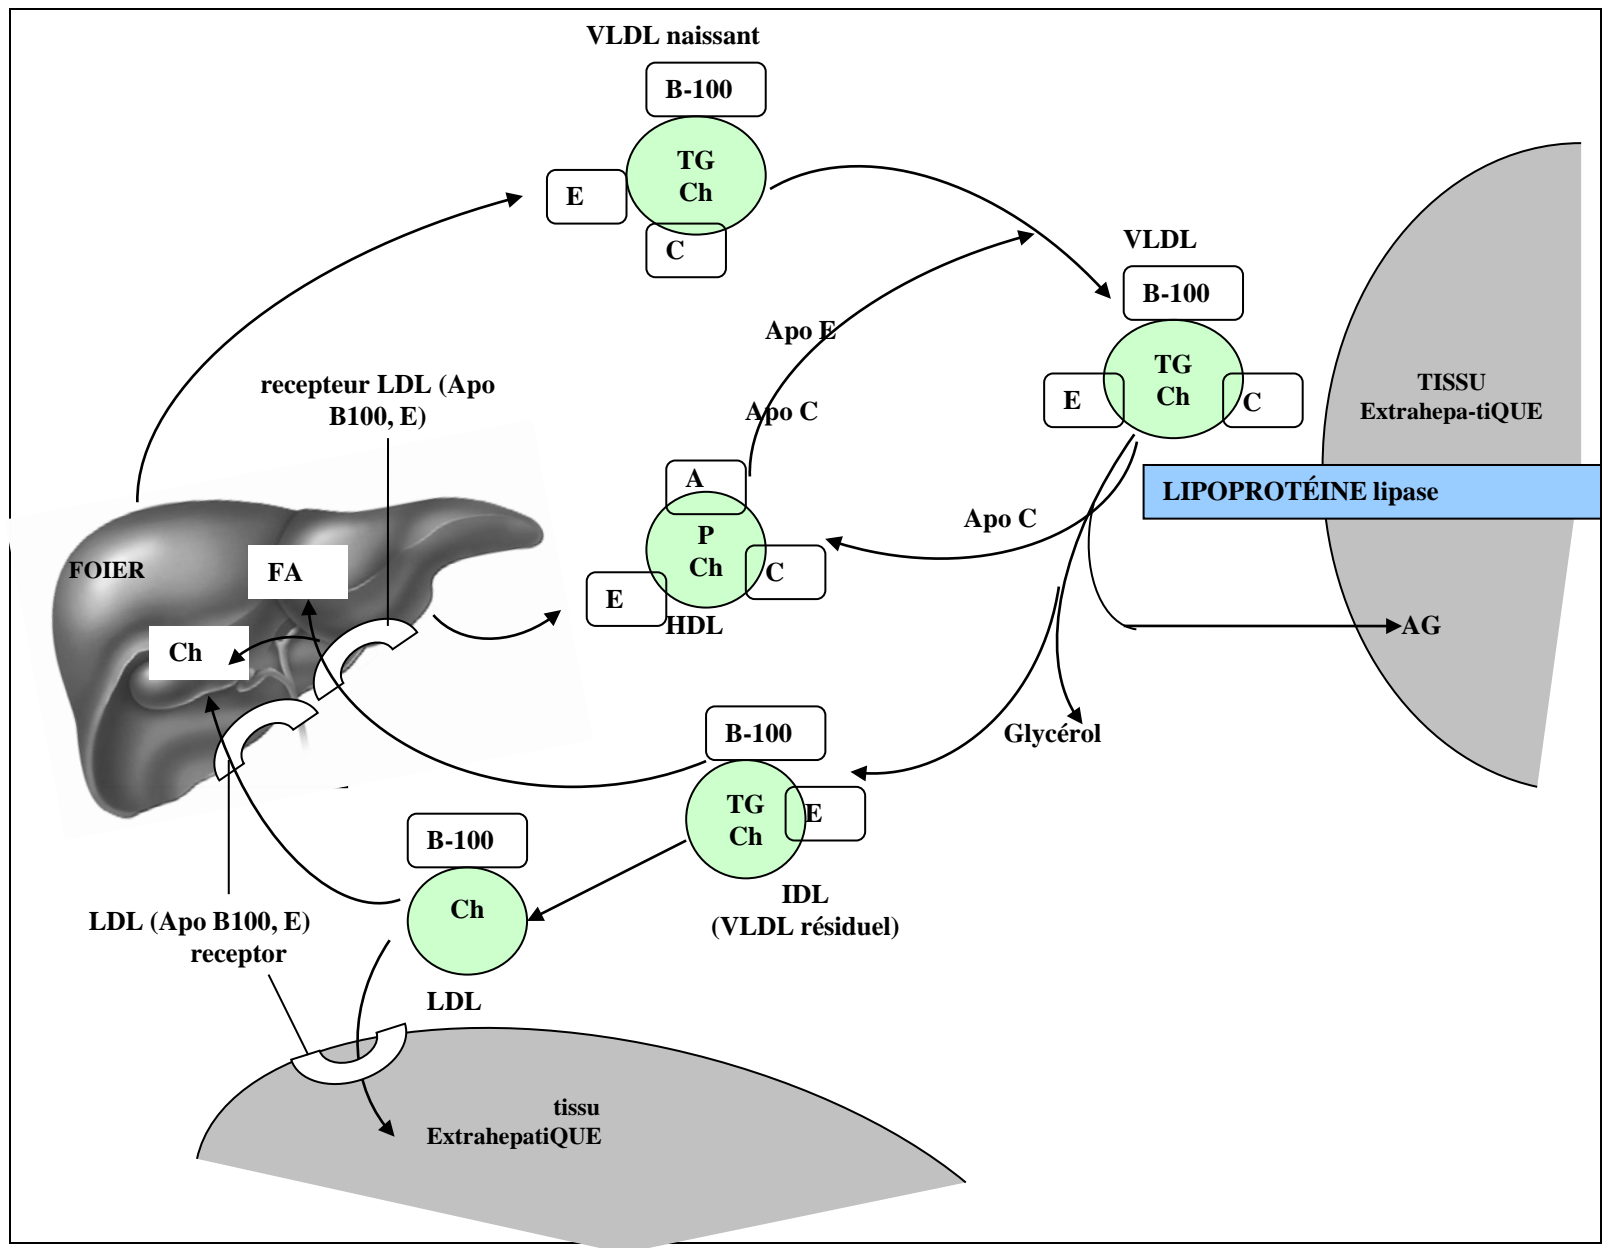 VLDL naissant
B-100
TG
Ch
E
C
VLDL
B-100
TG
Ch
E
C
Apo E
Apo C
recepteur LDL (Apo
B100, E)
TISSU
Extrahepa-tiQUE
LIPOPROTÉINE lipase
A
P
Ch
C
E
HDL
Apo C
FOIER
FA
Ch
AG
Glycérol
B-100
TG
Ch
E
IDL
(VLDL résiduel)
B-100
Ch
LDL
LDL (Apo B100, E)
receptor
tissu
ExtrahepatiQUE